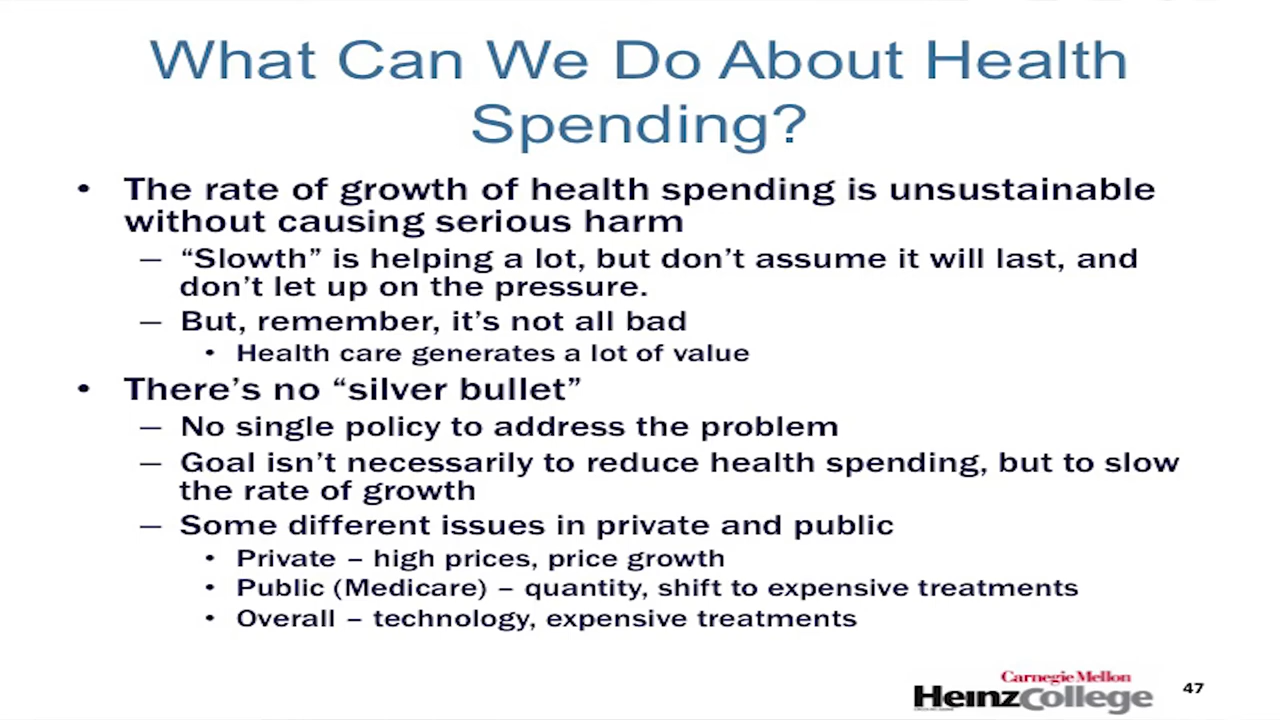 What Can We Do About Health
Spending?
• The rate of growth of health spending is unsustainable
without causing serious harm
– “Slowth” is helping a lot, but don’t assume it will last, and
don’t let up on the pressure.
– But, remember, it’s not all bad
• Health care generates a lot of value
• There’s no “silver bullet”
– No single policy to address the problem
– Goal isn’t necessarily to reduce health spending, but to slow
the rate of growth
– Some different issues in private and public
• Private – high prices, price growth
• Public (Medicare) – quantity, shift to expensive treatments
• Overall – technology, expensive treatments
Carnegie Mellon
HeinzCollege
47